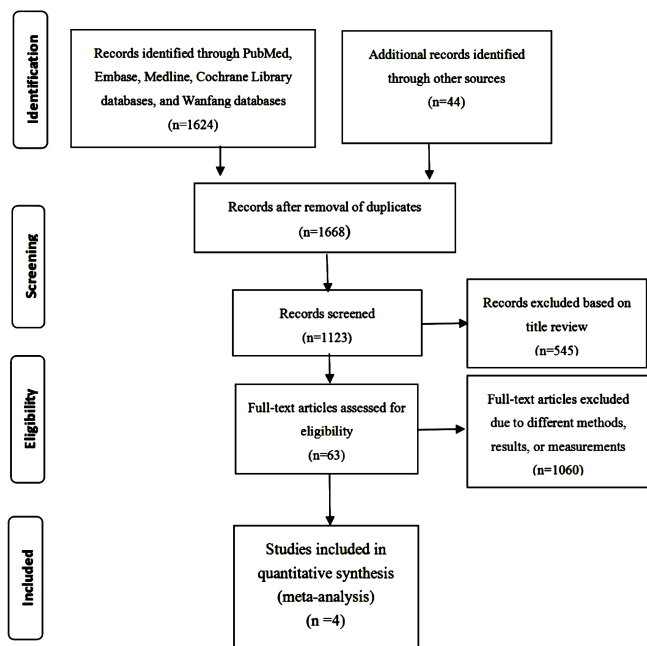 Identification
Records identified through PubMed,
Embase, Medline, Cochrane Library
databases, and Wanfang databases
(n=1624)
Additional records identified
through other sources
(n=44)
Screening
Records after removal of duplicates
(n=1668)
Records screened
(n=1123)
Records excluded based on
title review
(n=545)
Eligibility
Full-text articles assessed for
eligibility
(n=63)
Full-text articles excluded
due to different methods,
results, or measurements
(n=1060)
Included
Studies included in
quantitative synthesis
(meta-analysis)
(n =4)